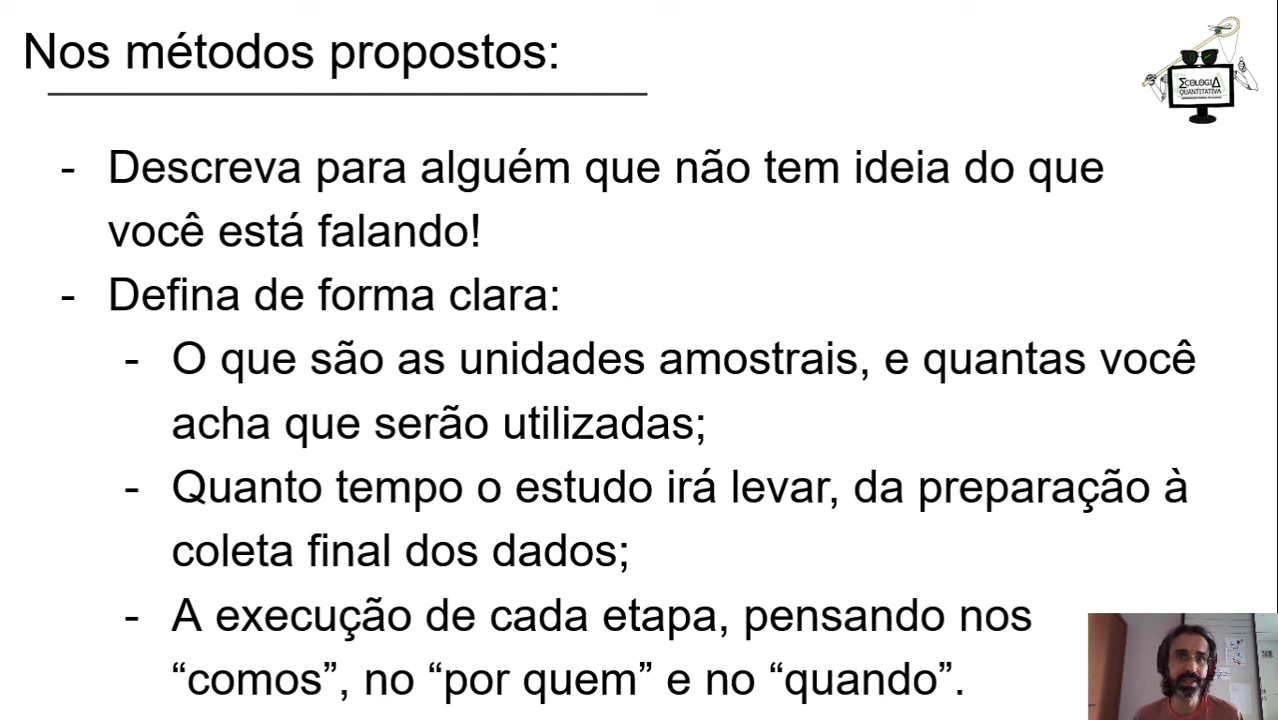 Nos métodos propostos:
ΣCOLOGIΔ
QUANTITATIVA
- Descreva para alguém que não tem ideia do que
você está falando!
- Defina de forma clara:
- O que são as unidades amostrais, e quantas você
acha que serão utilizadas;
- Quanto tempo o estudo irá levar, da preparação à
coleta final dos dados;
- A execução de cada etapa, pensando nos
“comos”, no “por quem” e no “quando”.